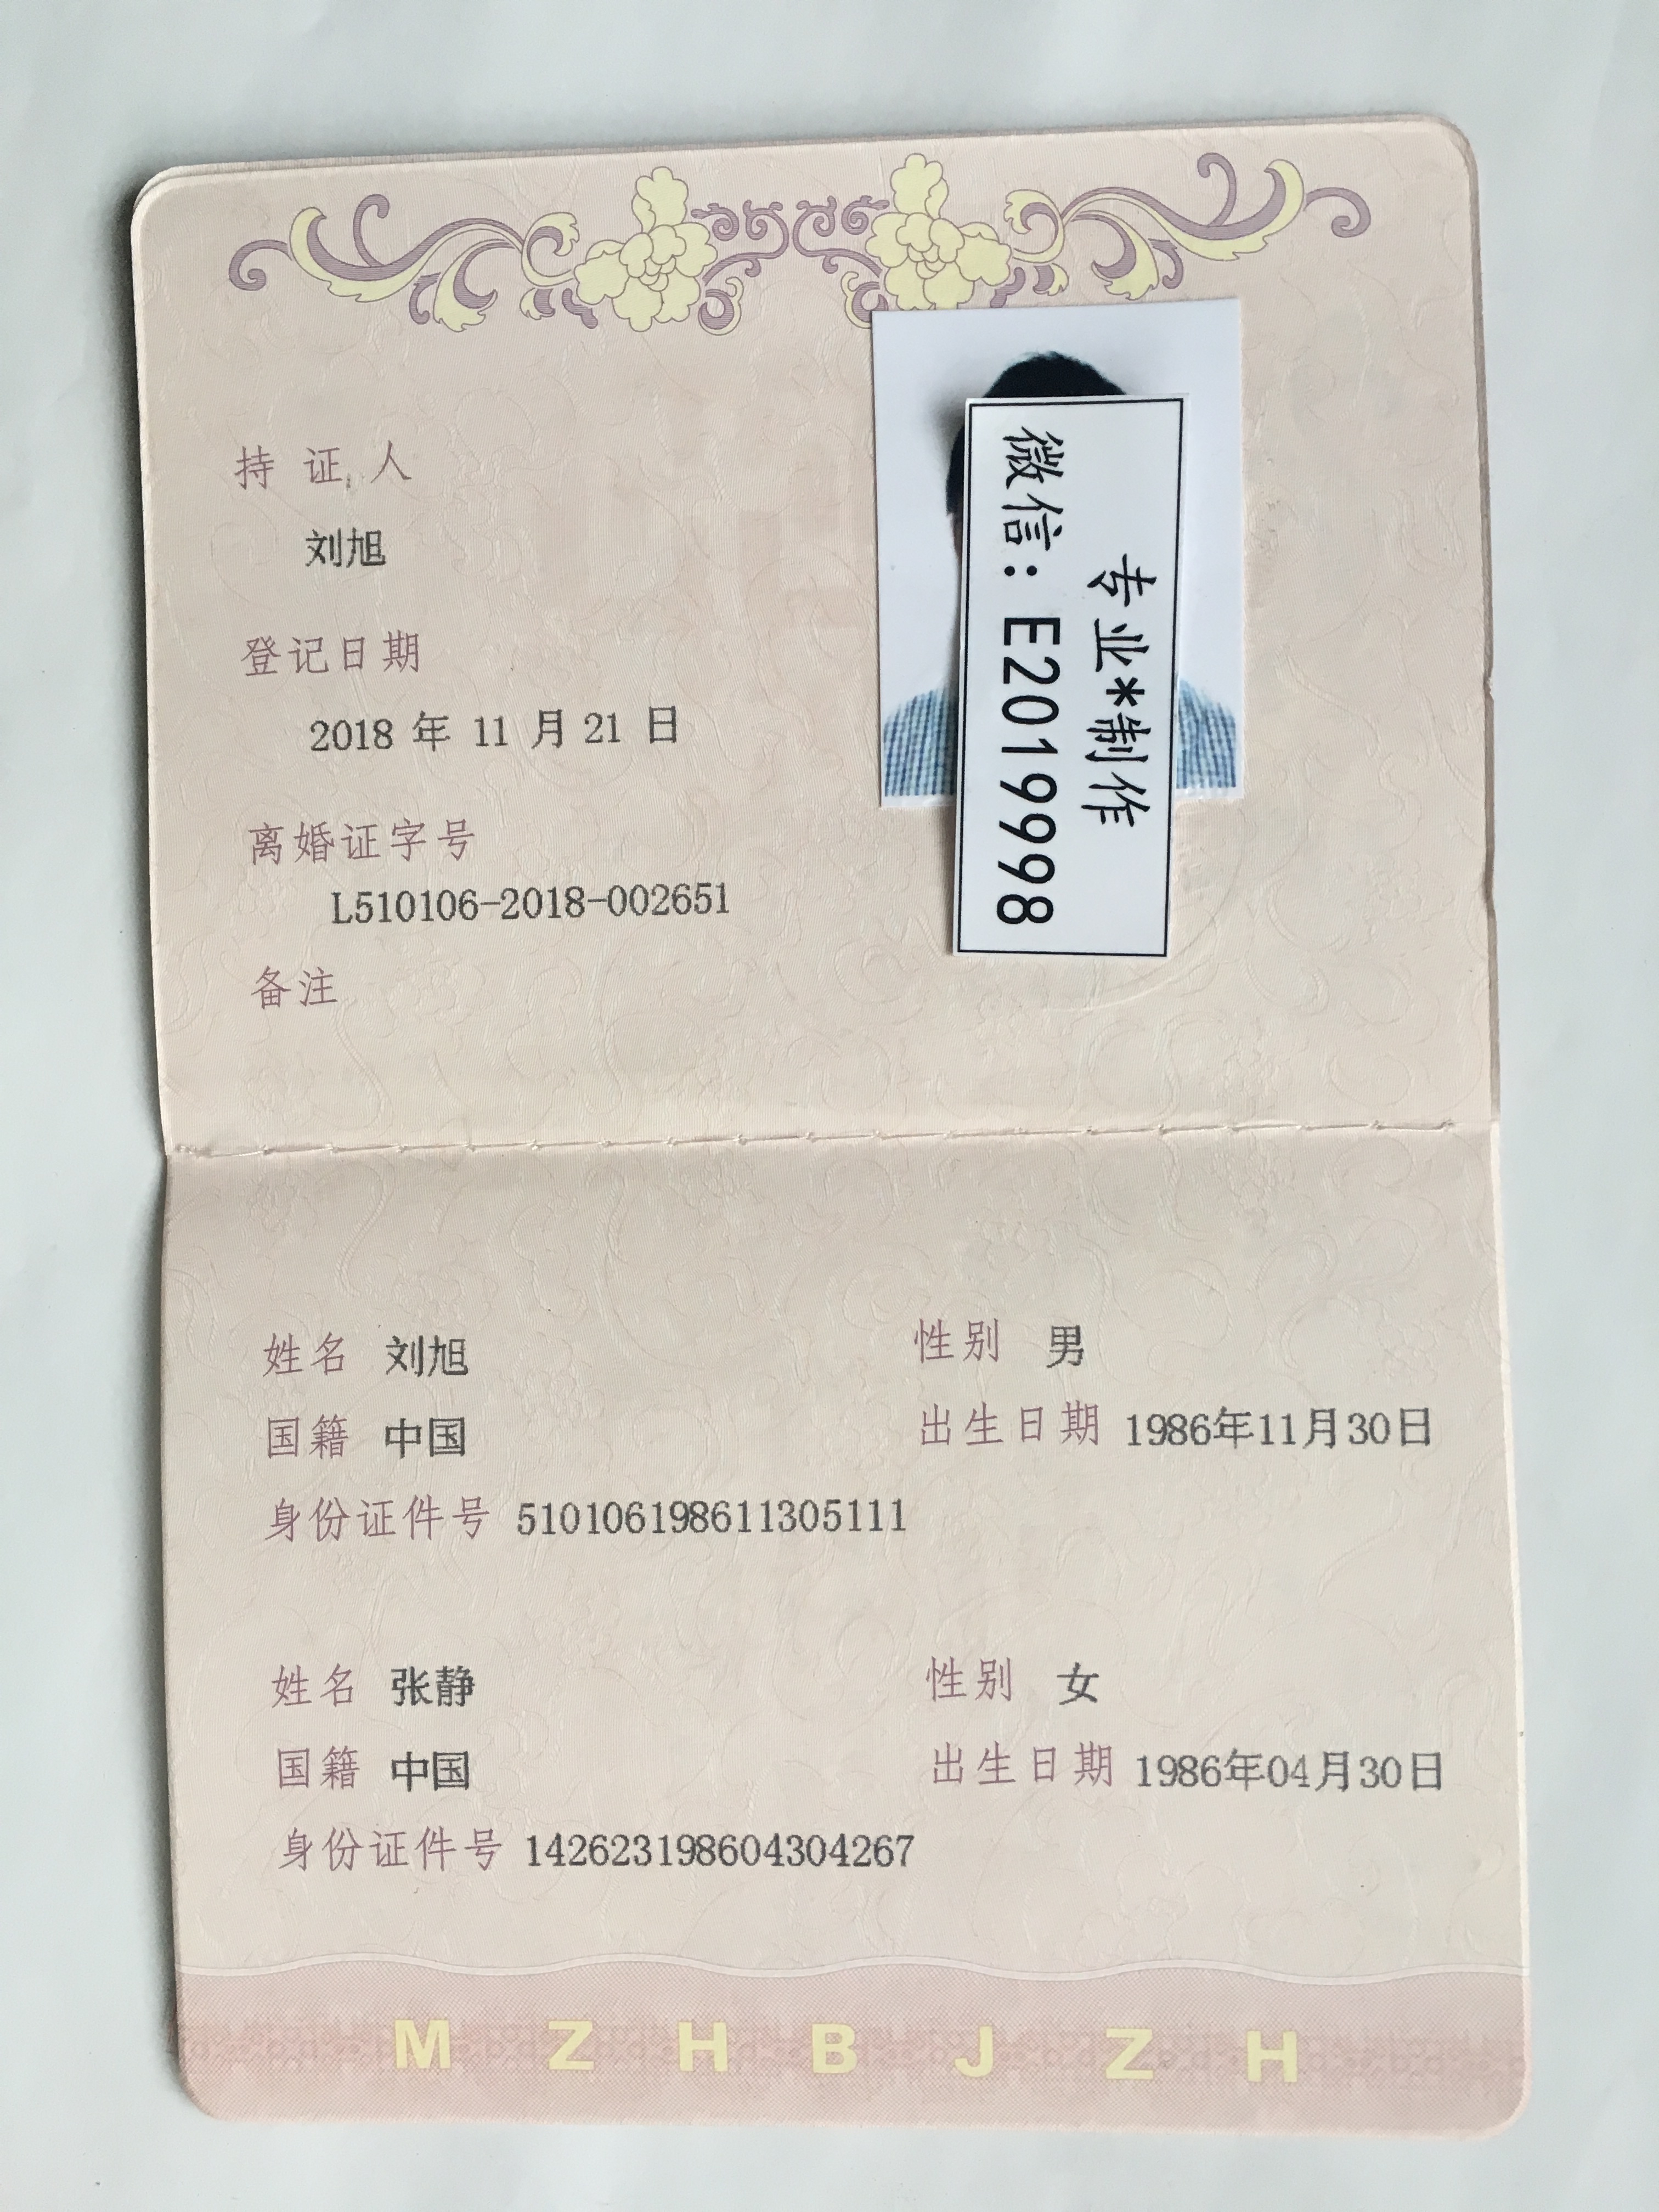 持证人
刘旭
登记日期
2018 年 11 月 21 日
离婚证字号
L510106-2018-002651
备注
专业*制作
微信：E20199998
姓名 刘旭 性别 男
国籍 中国 出生日期 1986年11月30日
身份证件号 510106198611305111
姓名 张静 性别 女
国籍 中国 出生日期 1986年04月30日
身份证件号 142623198604304267
M Z H B J Z H